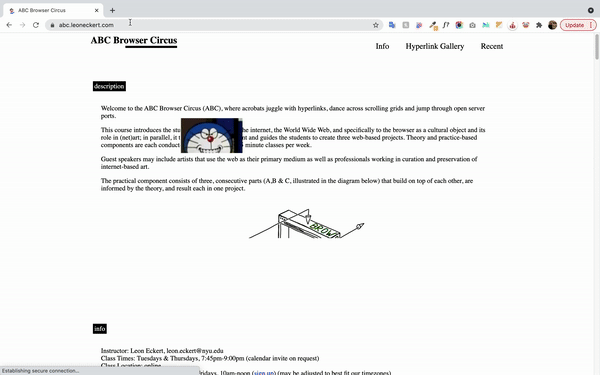 ABC Browser Circus
abc.leoneckert.com
Update
ABC Browser Circus
Info
Hyperlink Gallery
Recent
description
Welcome to the ABC Browser Circus (ABC), where acrobats juggle with hyperlinks, dance across scrolling grids and jump through open server
ports.
This course introduces the stu the internet, the World Wide Web, and specifically to the browser as a cultural object and its
role in (net)art; in parallel, it t nt and guides the students to create three web-based projects. Theory and practice-based
components are each conduct minute classes per week.
Guest speakers may include artists that use the web as their primary medium as well as professionals working in curation and preservation of
internet-based art.
The practical component consists of three, consecutive parts (A,B & C, illustrated in the diagram below) that build on top of each other, are
informed by the theory, and result each in one project.
BROW
info
Instructor: Leon Eckert, leon.eckert@nyu.edu
Class Times: Tuesdays & Thursdays, 7:45pm-9:00pm (calendar invite on request)
Class Location: online
Fridays, 10am-noon (sign up) (may be adjusted to best fit our timezones)
Establishing secure connection...